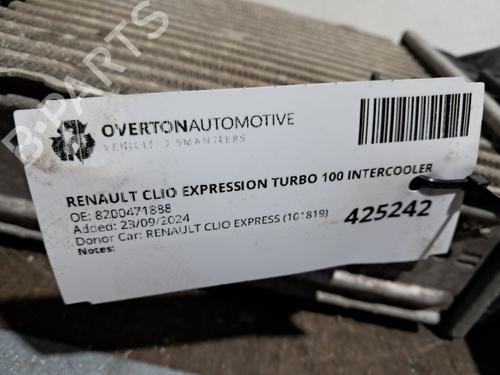 B-PARTS
OVERTONAUTOMOTIVE
VEHICLE DISMANTLERS
RENAULT CLIO EXPRESSION TURBO 100 INTERCOOLER
OE: 8200471888
Added: 23/09/2024
Donor Car: RENAULT CLIO EXPRESS (101819)
Notes:
425242